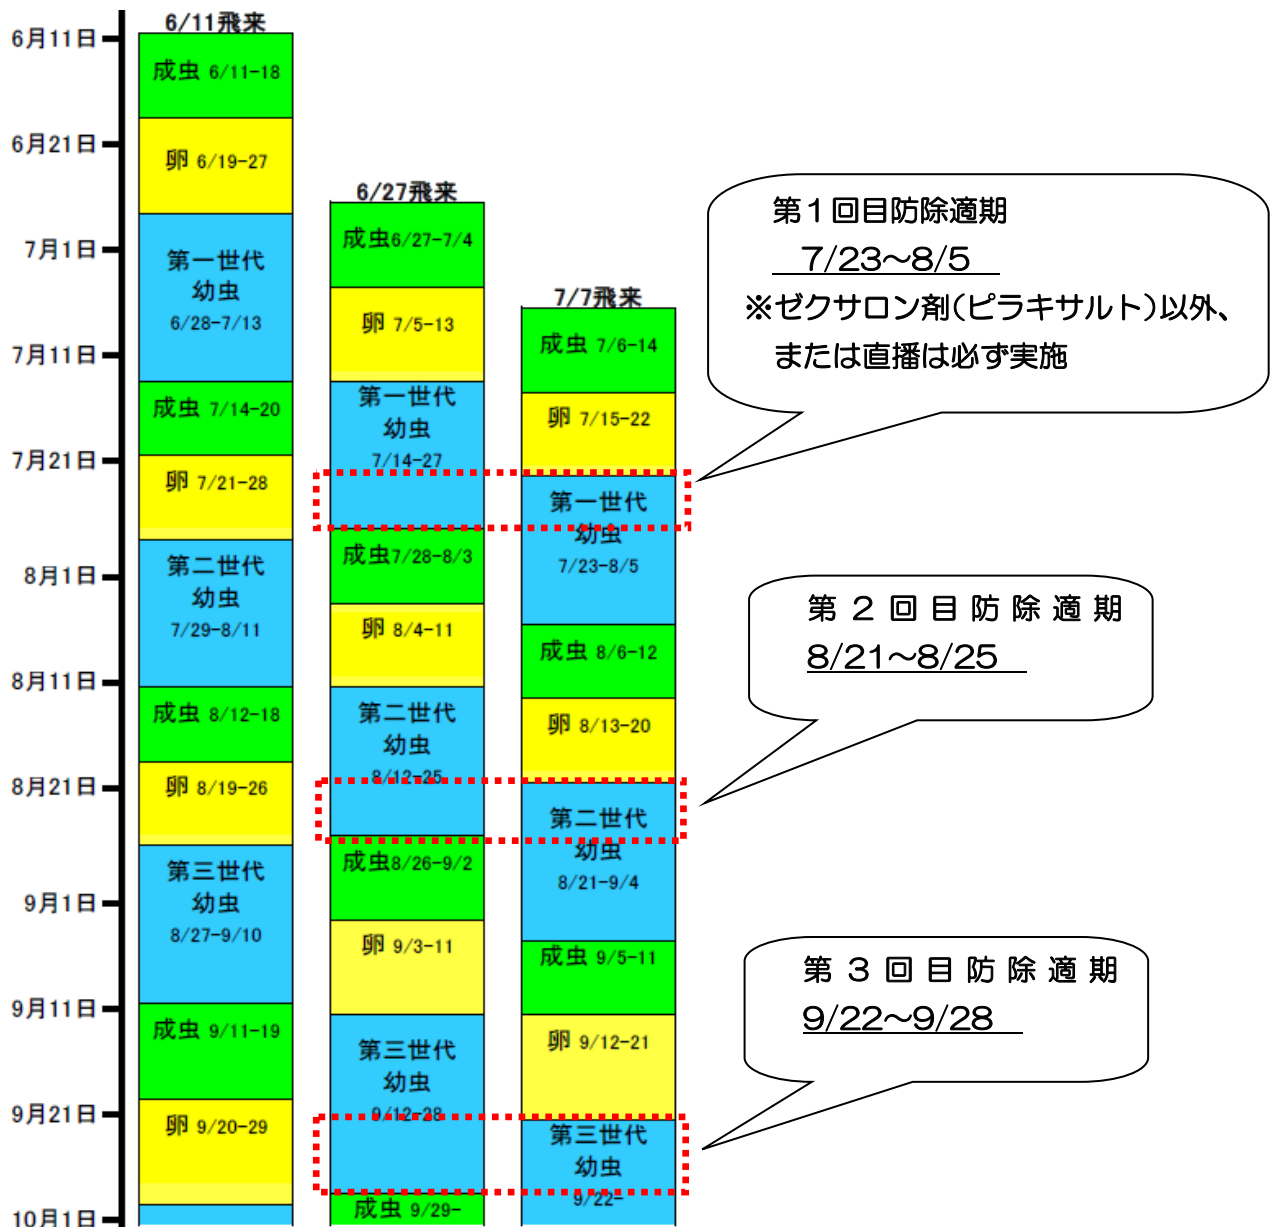 6月11日
6月21日
7月1日
7月11日
7月21日
8月1日
8月11日
8月21日
9月1日
9月11日
9月21日
10月1日
6/11飛来
成虫 6/11-18
卵 6/19-27
第一世代
幼虫
6/28-7/13
成虫 7/14-20
卵 7/21-28
第二世代
幼虫
7/29-8/11
成虫 8/12-18
卵 8/19-26
第三世代
幼虫
8/27-9/10
成虫 9/11-19
卵 9/20-29
6/27飛来
成虫6/27-7/4
卵 7/5-13
第一世代
幼虫
7/14-27
成虫7/28-8/3
卵 8/4-11
第二世代
幼虫
8/12-25
成虫8/26-9/2
卵 9/3-11
第三世代
幼虫
9/12-28
成虫 9/29-
7/7飛来
成虫 7/6-14
卵 7/15-22
第一世代
幼虫
7/23-8/5
成虫 8/6-12
卵 8/13-20
第二世代
幼虫
8/21-9/4
成虫 9/5-11
卵 9/12-21
第三世代
幼虫
9/22-
第1回目防除適期
7/23～8/5
※ゼクサロン剤(ピラキサルト)以外、
または直播は必ず実施
第2回目防除適期
8/21～8/25
第3回目防除適期
9/22～9/28